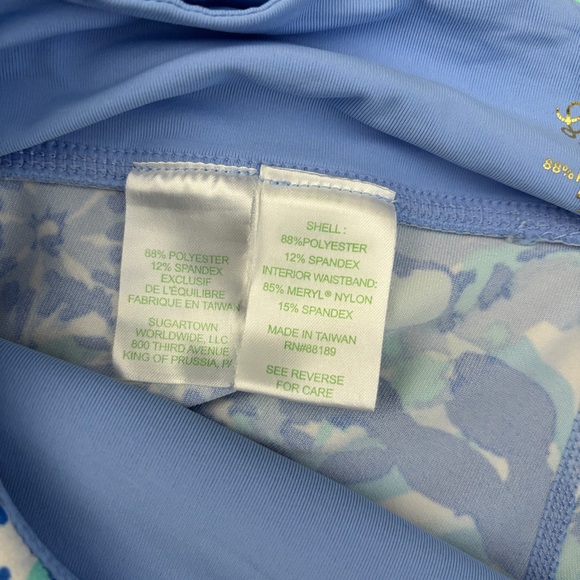 88% POLYESTER
12% SPANDEX
EXCLUSIF
DE L'ÉQUILIBRE
FABRIQUE EN TAIWAN
SUGARTOWN
WORLDWIDE, LLC
800 THIRD AVENUE
KING OF PRUSSIA, PA
SHELL :
88%POLYESTER
12% SPANDEX
INTERIOR WAISTBAND:
85% MERYL® NYLON
15% SPANDEX
MADE IN TAIWAN
RN#88189
SEE REVERSE
FOR CARE
88%